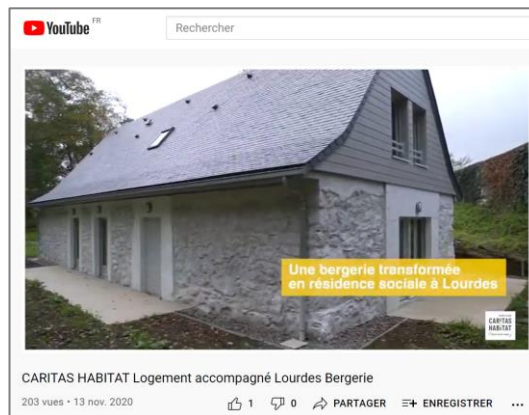 YouTube FR
Rechercher
Une bergerie transformée
en résidence sociale à Lourdes
CARITAS
HABITAT
CARITAS HABITAT Logement accompagné Lourdes Bergerie
203 vues • 13 nov. 2020
1
0
PARTAGER
ENREGISTRER